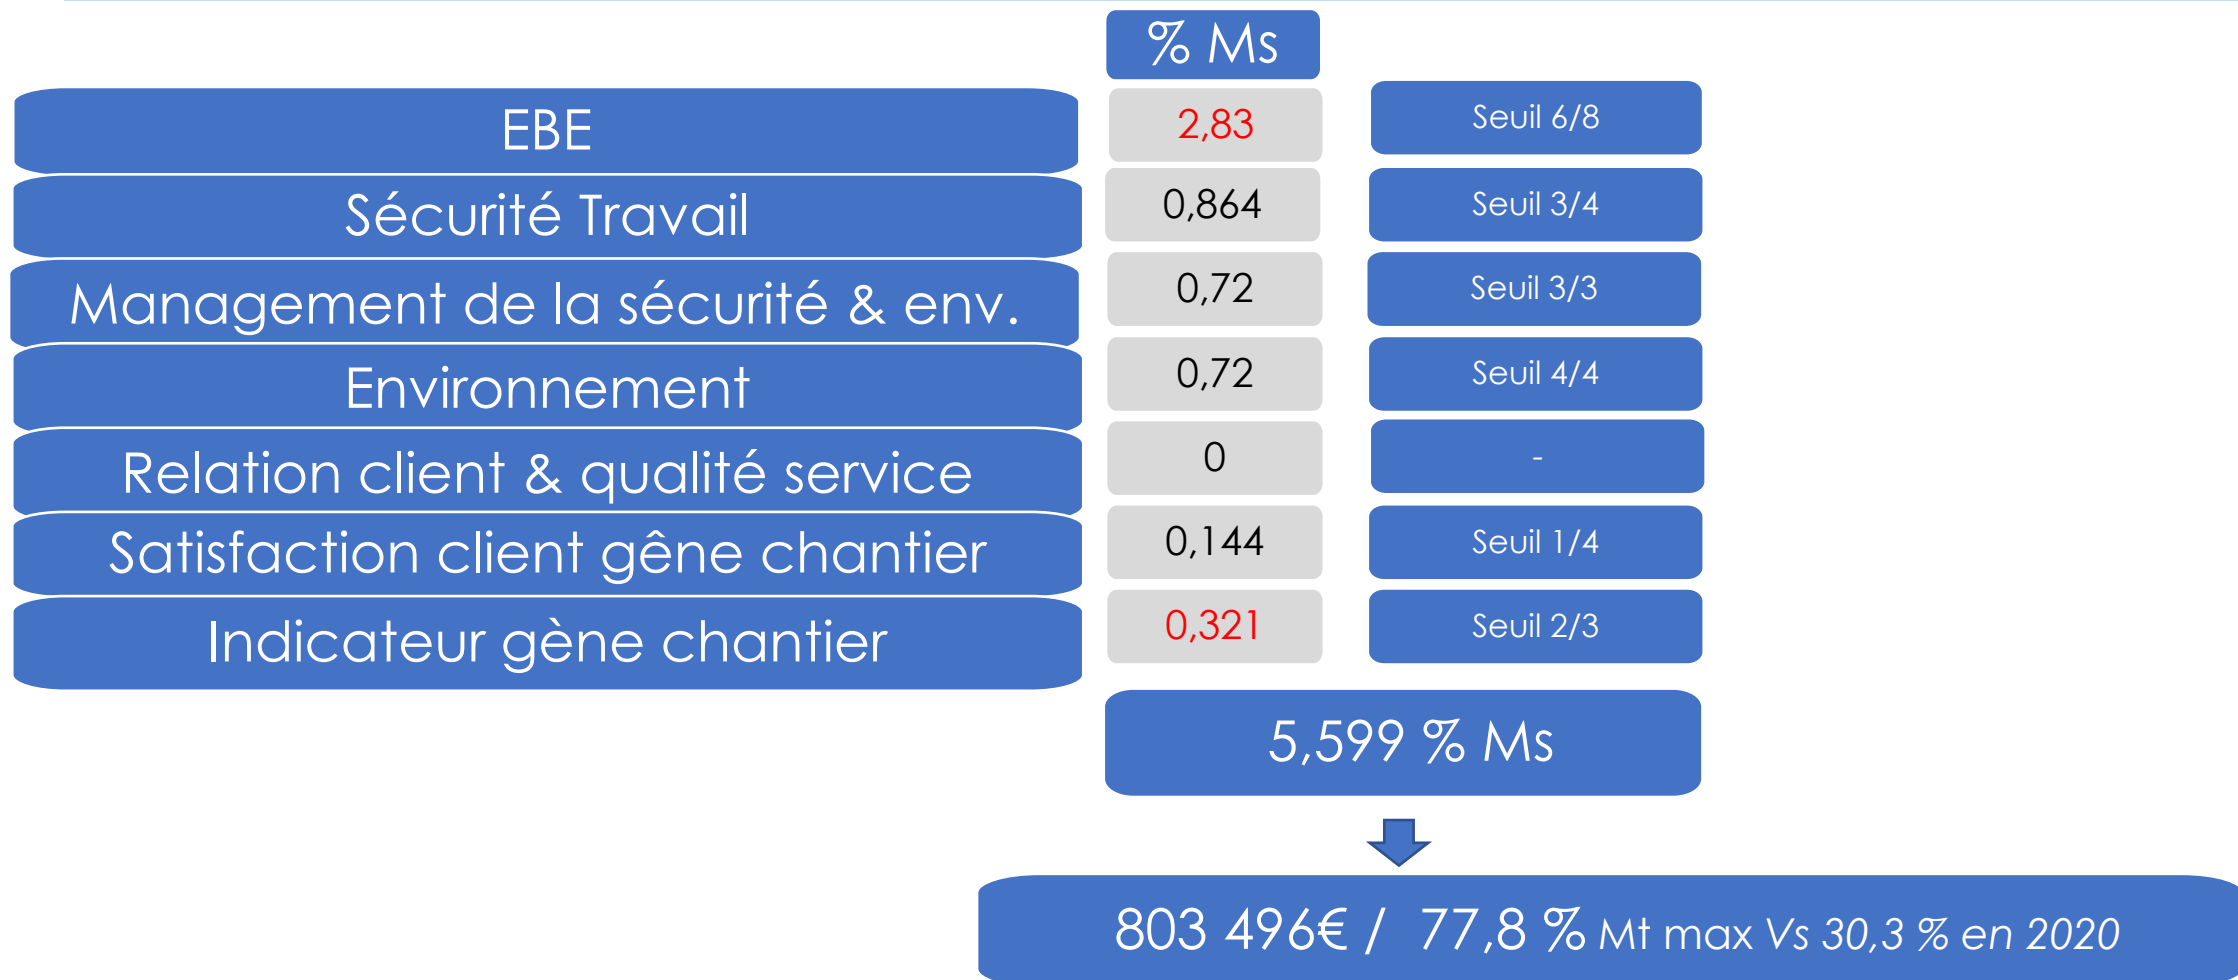 % Ms
EBE 2,83 Seuil 6/8
Sécurité Travail 0,864 Seuil 3/4
Management de la sécurité & env. 0,72 Seuil 3/3
Environnement 0,72 Seuil 4/4
Relation client & qualité service 0 -
Satisfaction client gêne chantier 0,144 Seuil 1/4
Indicateur gène chantier 0,321 Seuil 2/3
5,599 % Ms
803 496€ / 77,8 % Mt max Vs 30,3 % en 2020